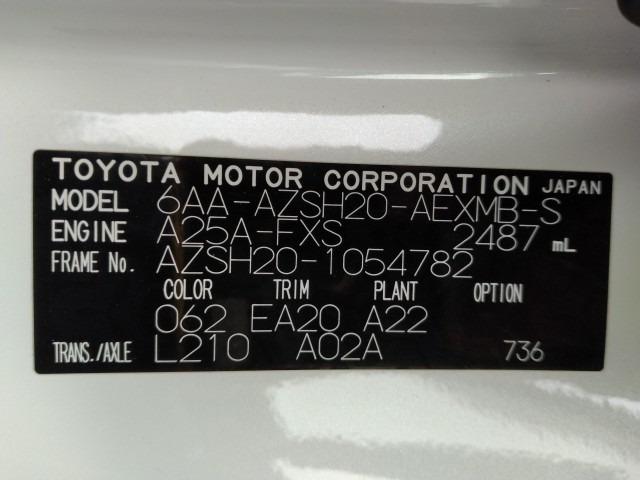 TOYOTA MOTOR CORPORATION JAPAN
MODEL 6AA-AZSH20-AEXMB-S
ENGINE A25A-FXS 2487 mL
FRAME No. AZSH20-1054782
COLOR TRIM PLANT OPTION
062 EA20 A22
TRANS./AXLE L210 A02A 736